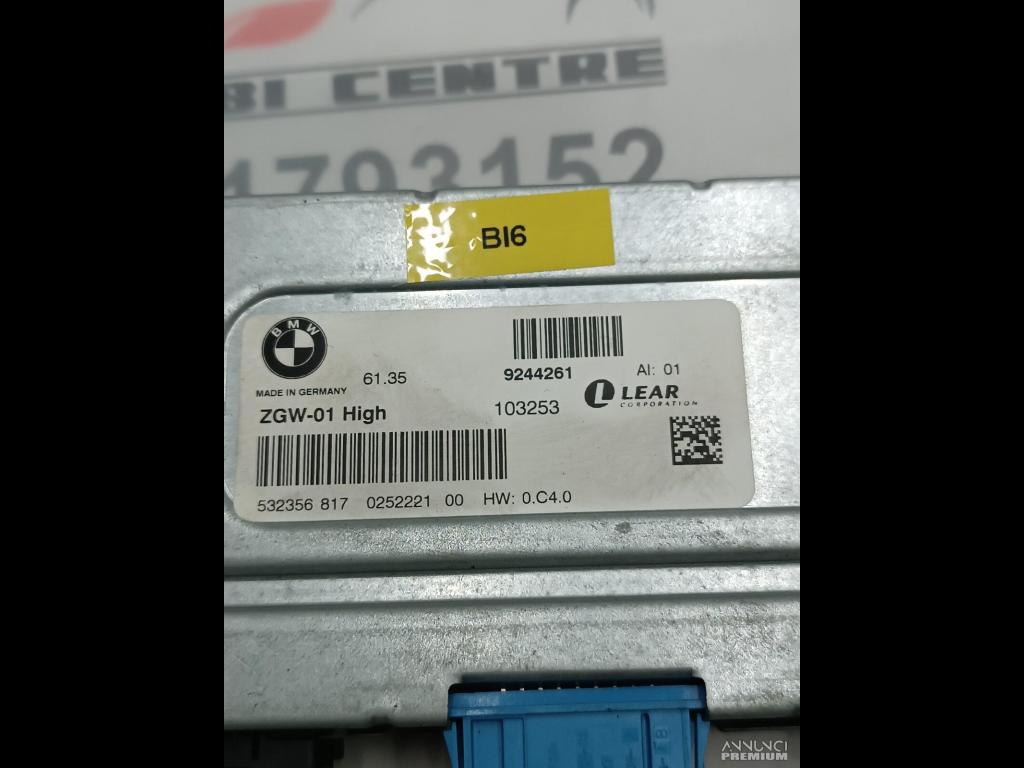 BI CENTRE
1793152
BI6
BMW
MADE IN GERMANY
61.35
9244261
AI: 01
ZGW-01 High
103253
LEAR
CORPORATION
532356 817 0252221 00 HW: 0.C4.0
ANNUNCI
PREMIUM